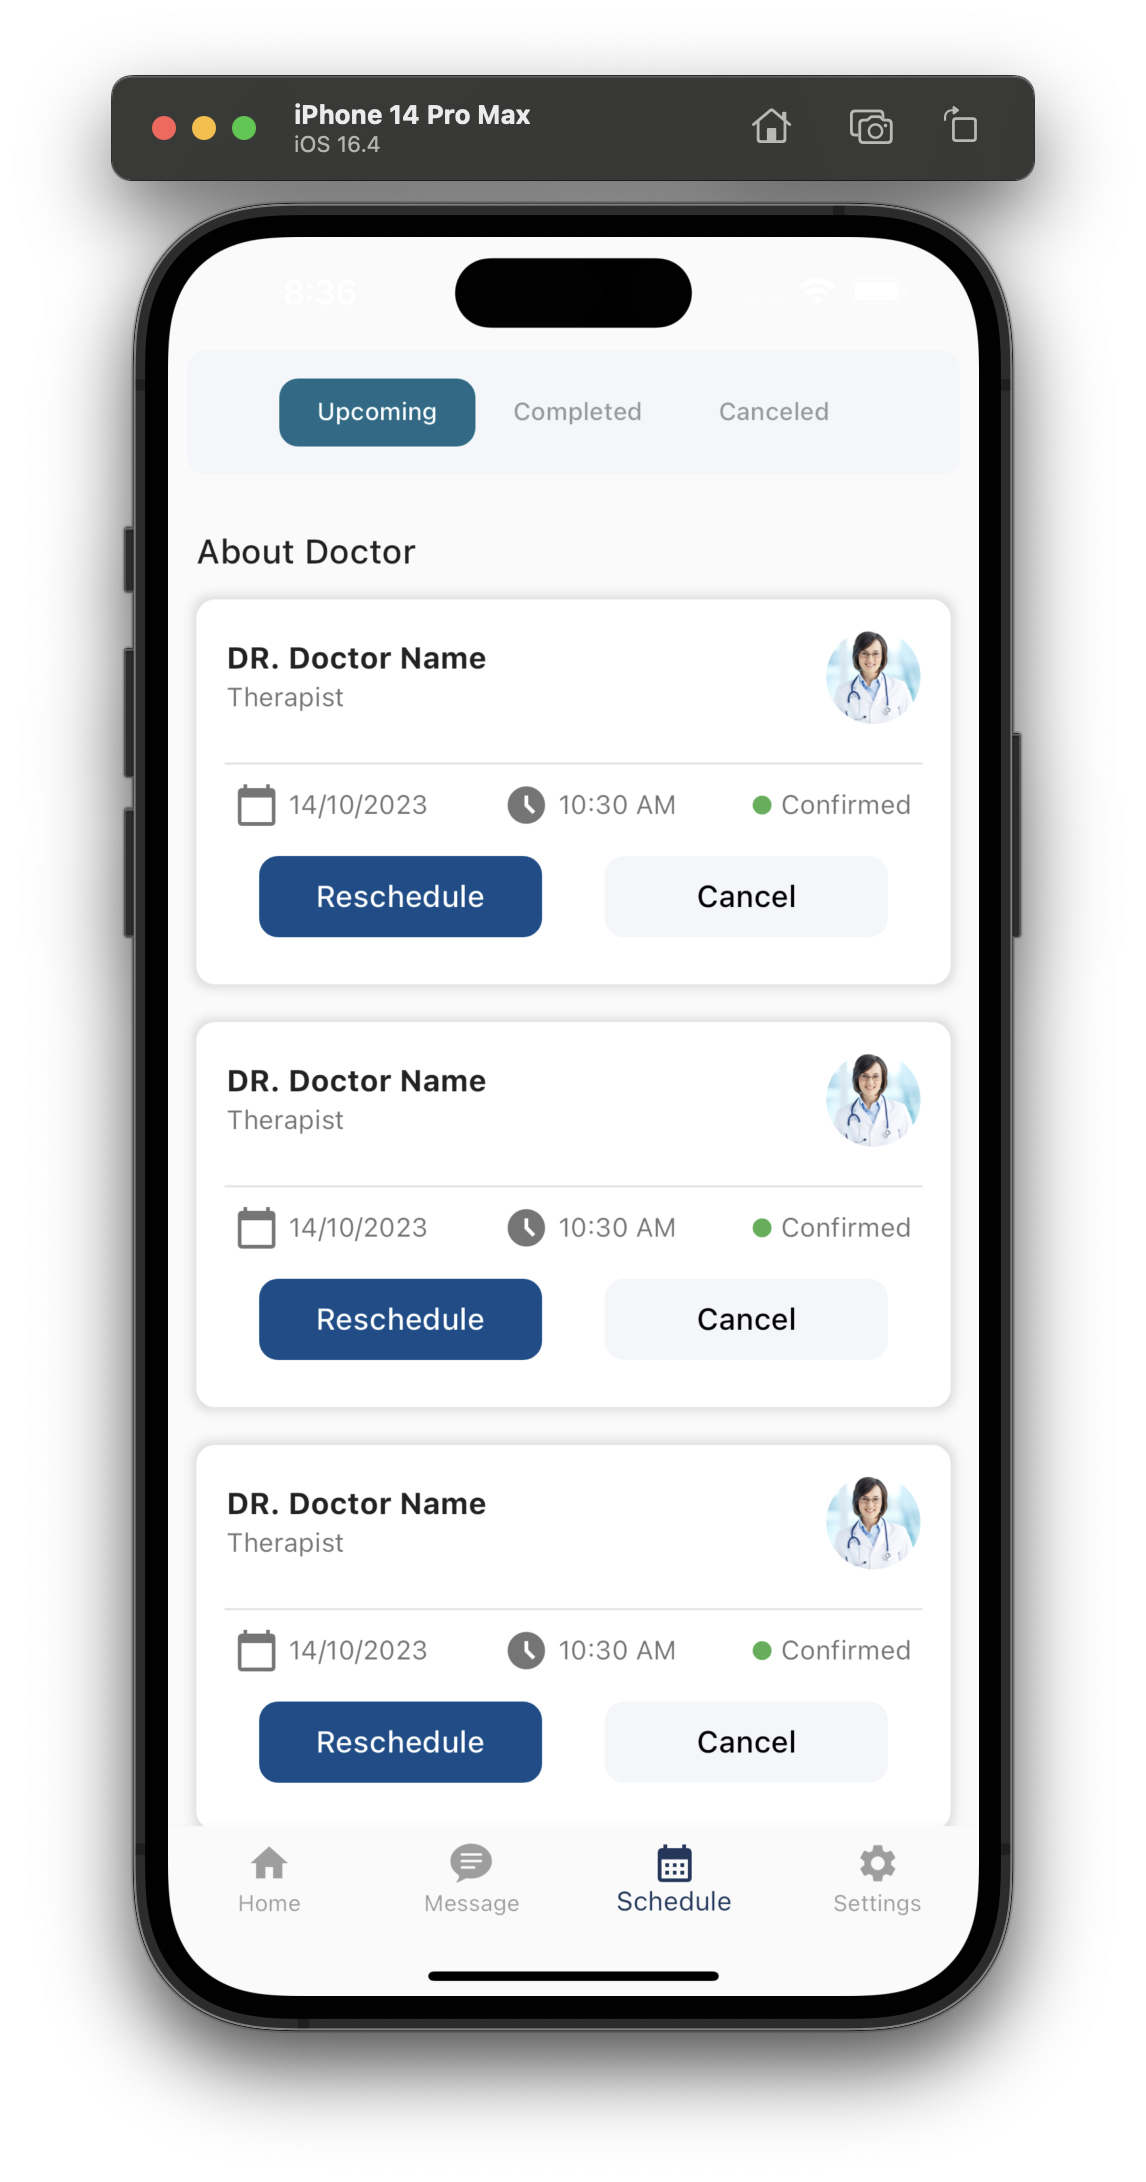 iPhone 14 Pro Max
iOS 16.4
8:36
Upcoming Completed Canceled
About Doctor
DR. Doctor Name
Therapist
14/10/2023 10:30 AM Confirmed
Reschedule Cancel
DR. Doctor Name
Therapist
14/10/2023 10:30 AM Confirmed
Reschedule Cancel
DR. Doctor Name
Therapist
14/10/2023 10:30 AM Confirmed
Reschedule Cancel
Home Message Schedule Settings